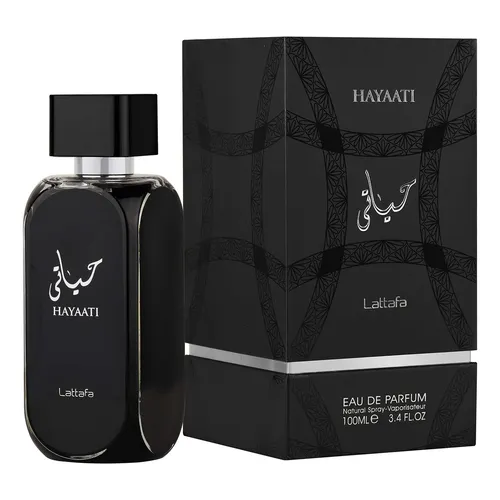 حياتي
HAYAATI
Lattafa
HAYAATI
حياتي
Lattafa
EAU DE PARFUM
Natural Spray-Vaporisateur
100ML℮ 3.4 FL.OZ